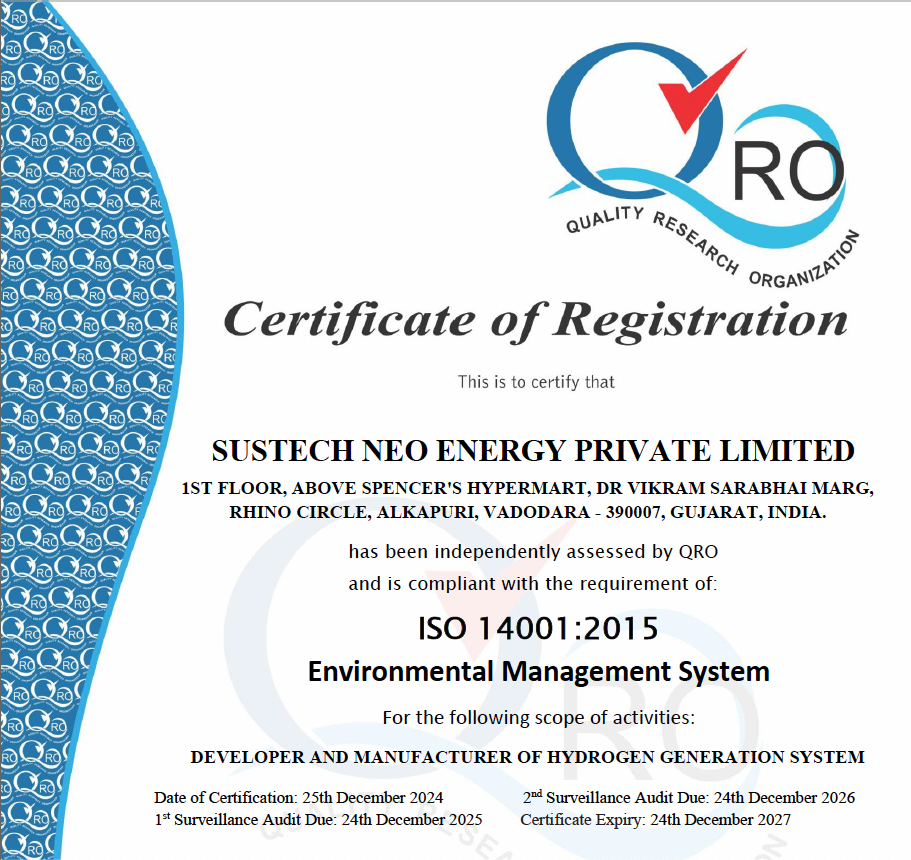 QRO
QUALITY RESEARCH ORGANIZATION
Certificate of Registration
This is to certify that
SUSTECH NEO ENERGY PRIVATE LIMITED
1ST FLOOR, ABOVE SPENCER'S HYPERMART, DR VIKRAM SARABHAI MARG,
RHINO CIRCLE, ALKAPURI, VADODARA - 390007, GUJARAT, INDIA.
has been independently assessed by QRO
and is compliant with the requirement of:
ISO 14001:2015
Environmental Management System
For the following scope of activities:
DEVELOPER AND MANUFACTURER OF HYDROGEN GENERATION SYSTEM
Date of Certification: 25th December 2024 2nd Surveillance Audit Due: 24th December 2026
1st Surveillance Audit Due: 24th December 2025 Certificate Expiry: 24th December 2027